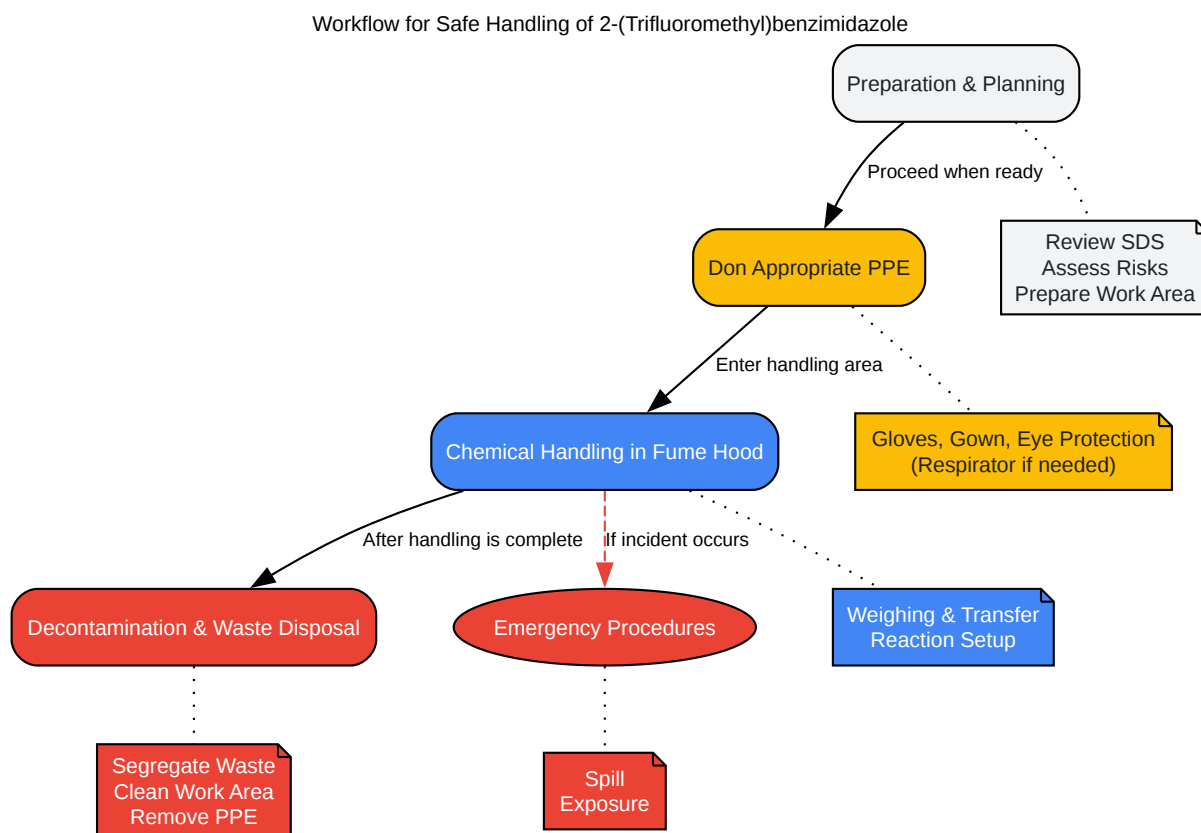 Workflow for Safe Handling of 2-(Trifluoromethyl)benzimidazole
Preparation & Planning
Proceed when ready
Review SDS
Assess Risks
Prepare Work Area
Don Appropriate PPE
Enter handling area
Gloves, Gown, Eye Protection
(Respirator if needed)
Chemical Handling in Fume Hood
After handling is complete
If incident occurs
Weighing & Transfer
Reaction Setup
Decontamination & Waste Disposal
Emergency Procedures
Segregate Waste
Clean Work Area
Remove PPE
Spill
Exposure